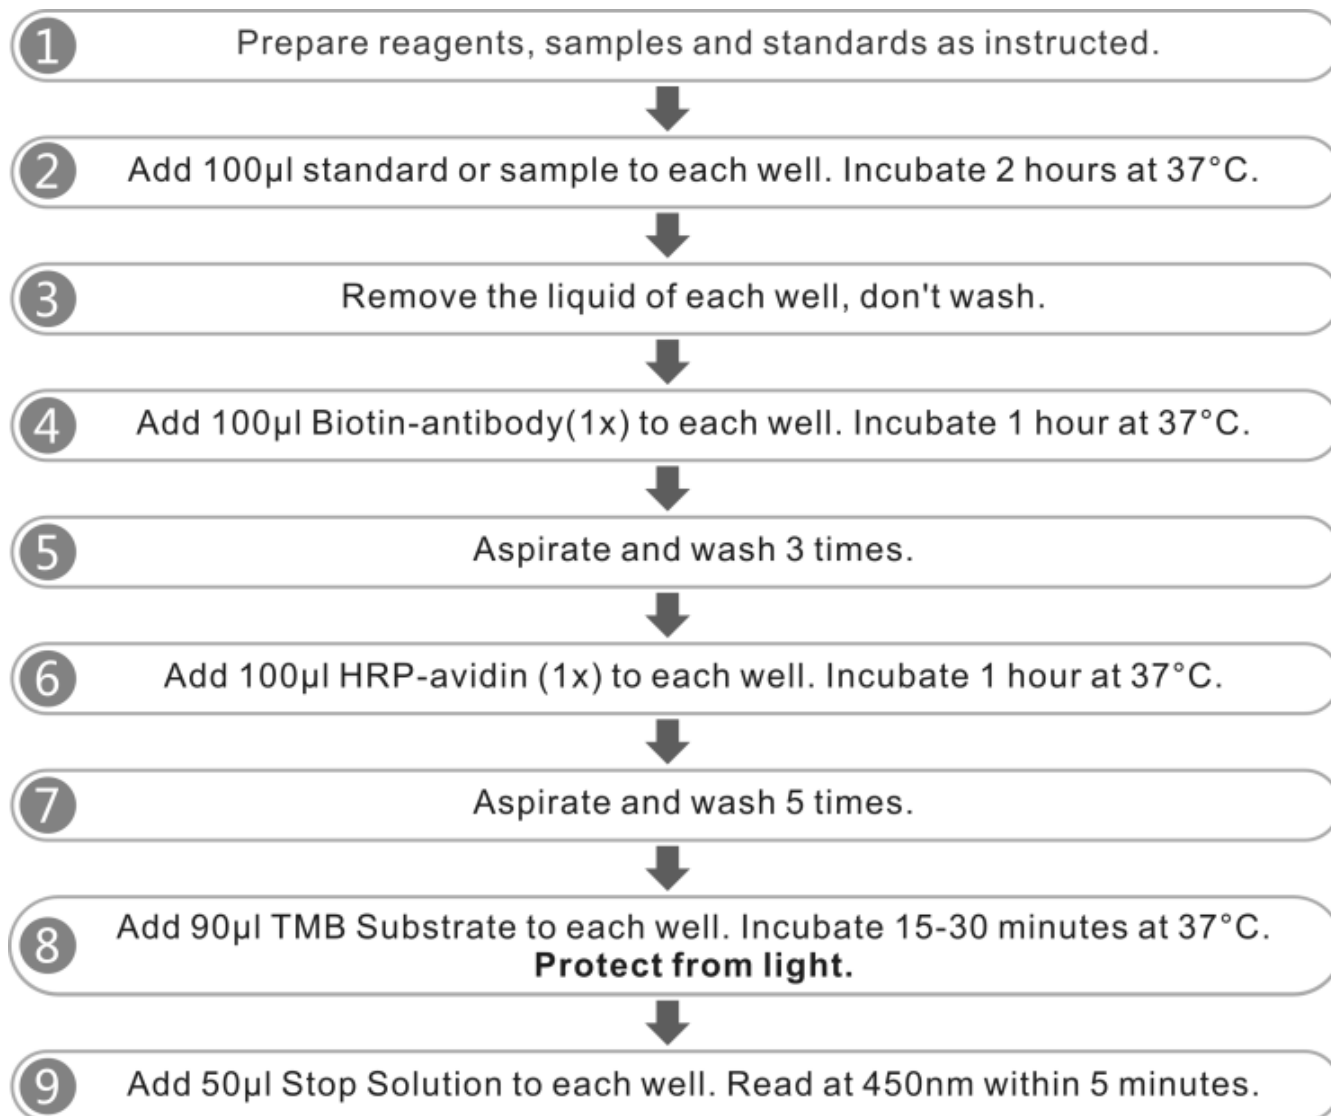 1 Prepare reagents, samples and standards as instructed.
2 Add 100µl standard or sample to each well. Incubate 2 hours at 37°C.
3 Remove the liquid of each well, don't wash.
4 Add 100µl Biotin-antibody(1x) to each well. Incubate 1 hour at 37°C.
5 Aspirate and wash 3 times.
6 Add 100µl HRP-avidin (1x) to each well. Incubate 1 hour at 37°C.
7 Aspirate and wash 5 times.
8 Add 90µl TMB Substrate to each well. Incubate 15-30 minutes at 37°C.
Protect from light.
9 Add 50µl Stop Solution to each well. Read at 450nm within 5 minutes.